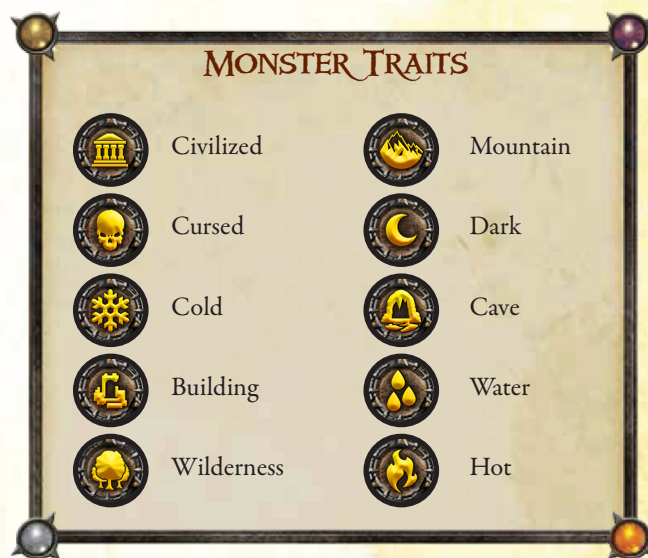 Monster Traits
Civilized
Cursed
Cold
Building
Wilderness
Mountain
Dark
Cave
Water
Hot